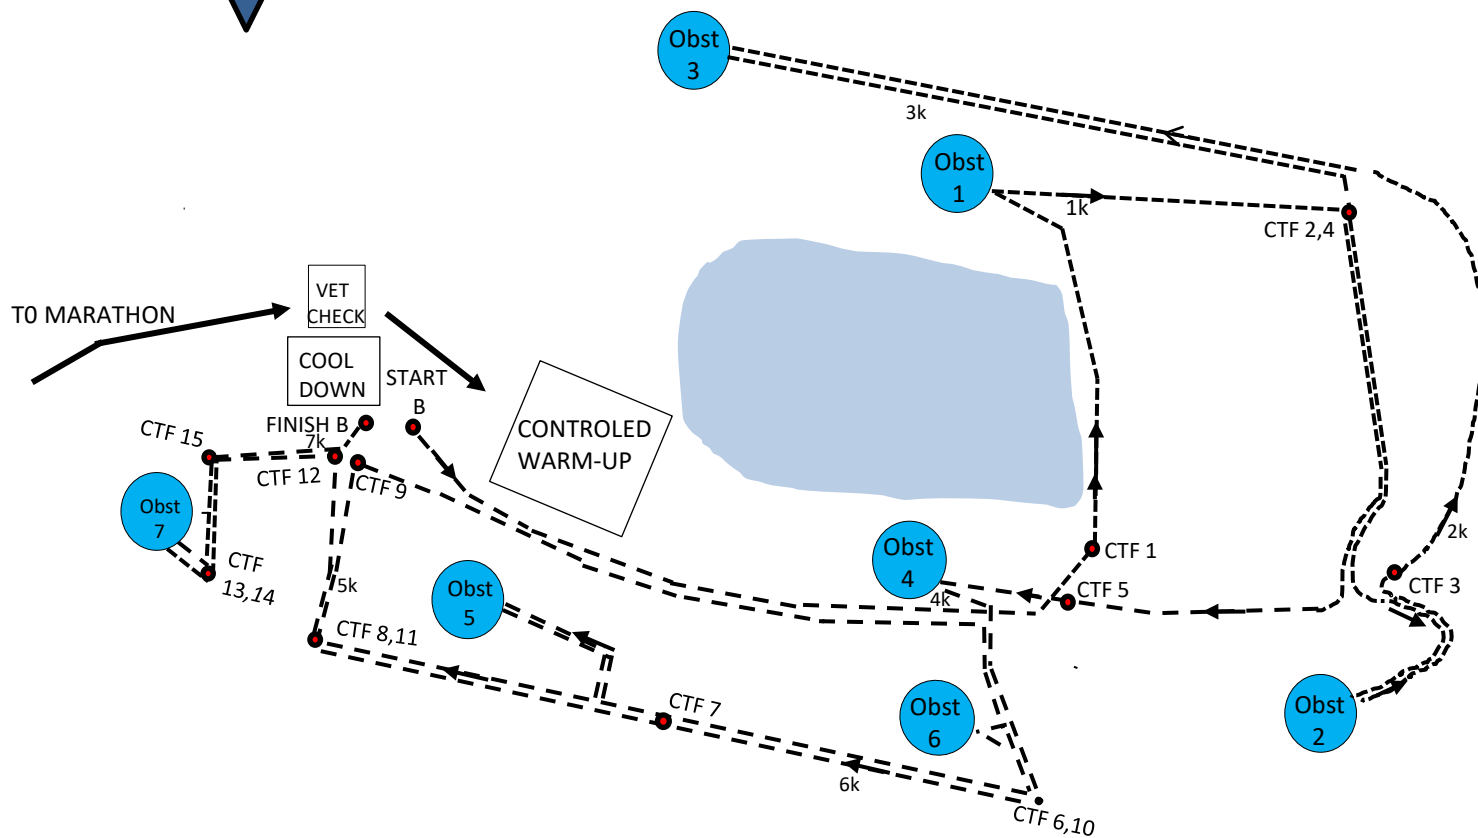 Obst
3
3k
Obst
1
1k
CTF 2,4
VET
CHECK
T0 MARATHON
COOL
DOWN
START
B
FINISH B
7k
CONTROLED
WARM-UP
CTF 15
CTF 12
CTF 9
Obst
7
CTF
13,14
5k
Obst
5
CTF 8,11
Obst
4
4k
CTF 1
CTF 5
2k
CTF 3
CTF 7
Obst
6
Obst
2
6k
CTF 6,10